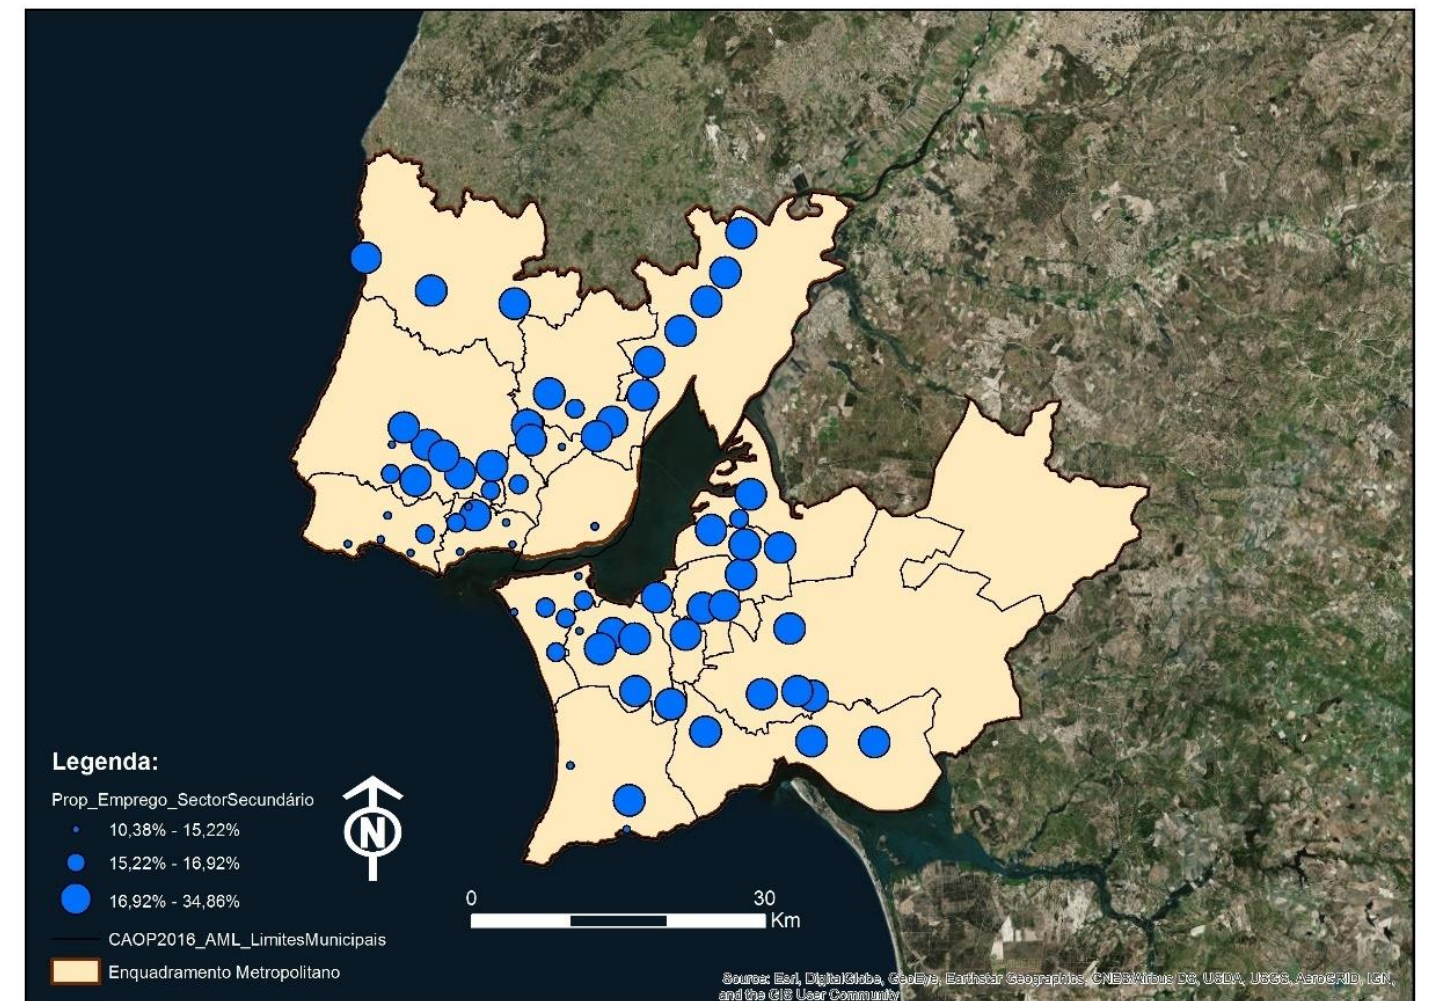 Legenda:
Prop_Emprego_SectorSecundário
10,38% - 15,22%
15,22% - 16,92%
16,92% - 34,86%
CAOP2016_AML_LimitesMunicipais
Enquadramento Metropolitano
N
0 30
Km
Source: Esri, DigitalGlobe, GeoEye, Earthstar Geographics, CNES/Airbus DS, USDA, USGS, AeroGRID, IGN,
and the GIS User Community